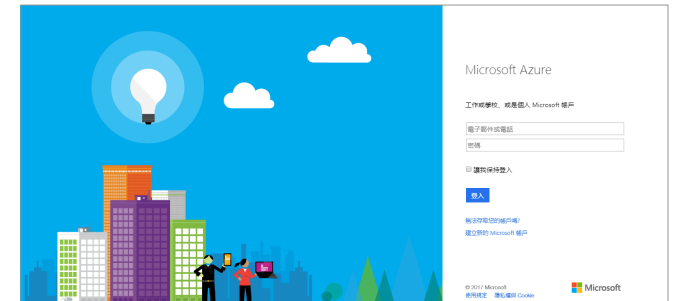 Microsoft Azure
工作或學校，或是個人 Microsoft 帳戶
電子郵件或電話
密碼
讓我保持登入
登入
無法存取您的帳戶嗎?
建立新的 Microsoft 帳戶
© 2017 Microsoft
使用規定 隱私權與 Cookie
Microsoft